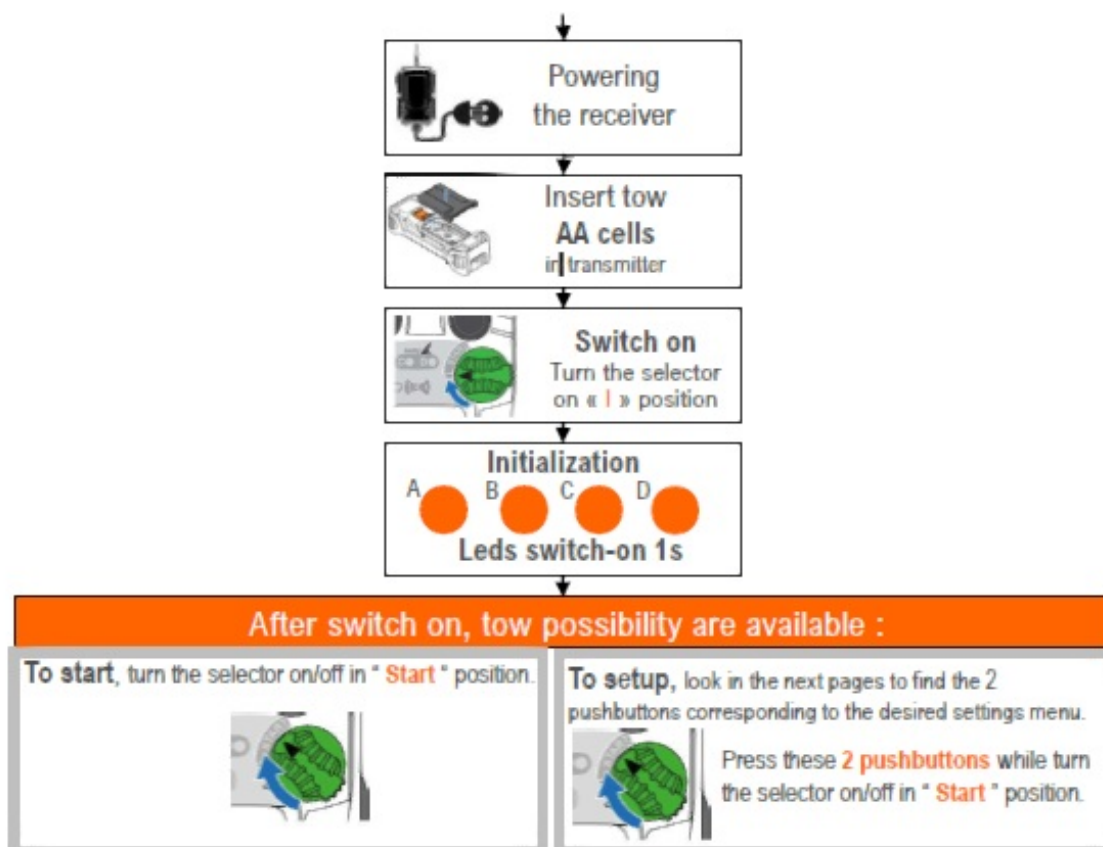 Powering
the receiver
Insert tow
AA cells
in transmitter
Switch on
Turn the selector
on « I » position
Initialization
A B C D
Leds switch-on 1s
After switch on, tow possibility are available :
To start, turn the selector on/off in " Start " position.
To setup, look in the next pages to find the 2
pushbuttons corresponding to the desired settings menu.
Press these 2 pushbuttons while turn
the selector on/off in " Start " position.